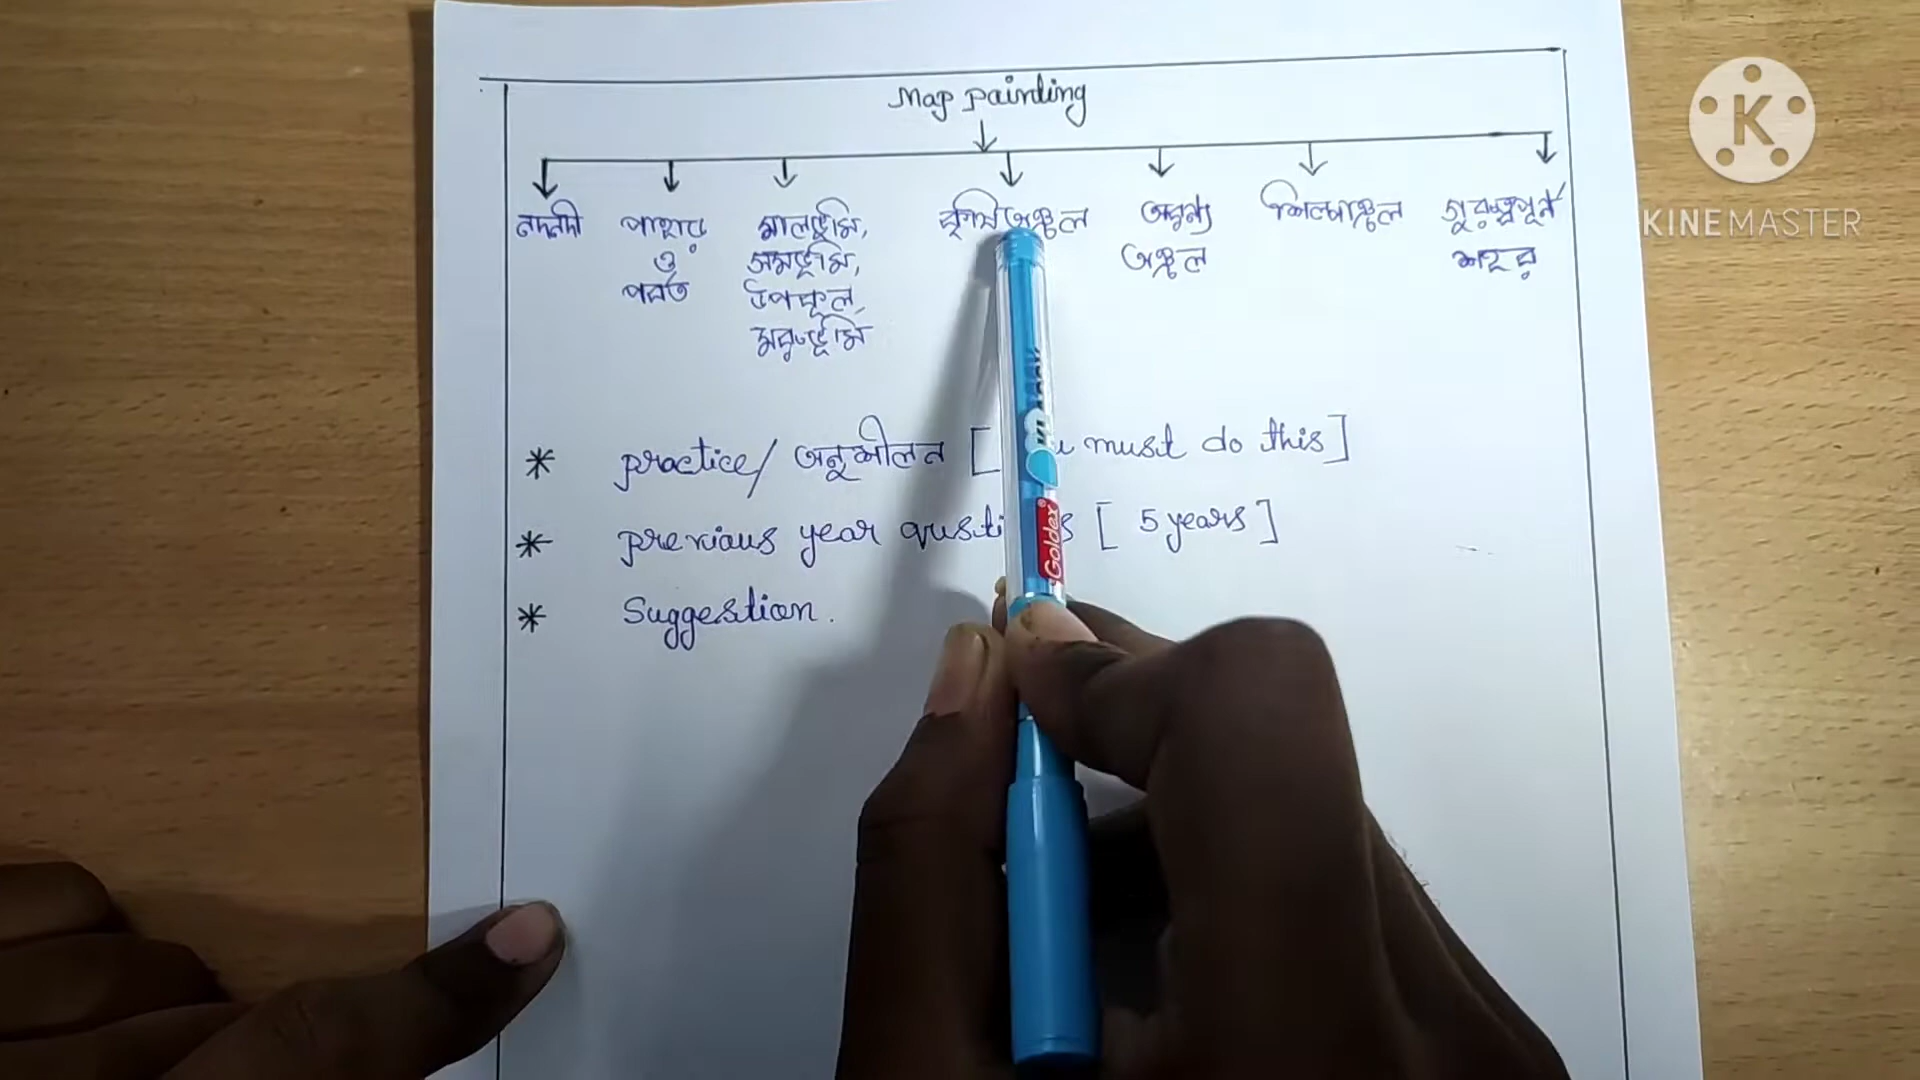 Map Painting
নদনদী
পাহার
ও
পর্বত
মালভূমি,
সমভূমি,
উপকূল,
মরুভূমি
কৃষিঅঞ্চল
অরণ্য
অঞ্চল
শিল্পাঞ্চল
গুরুত্বপূর্ণ
শহর
* practice/ অনুশীলন [ must do this]
* previous year [ 5 years ]
* Suggestion.
Goldex
K
KINEMASTER